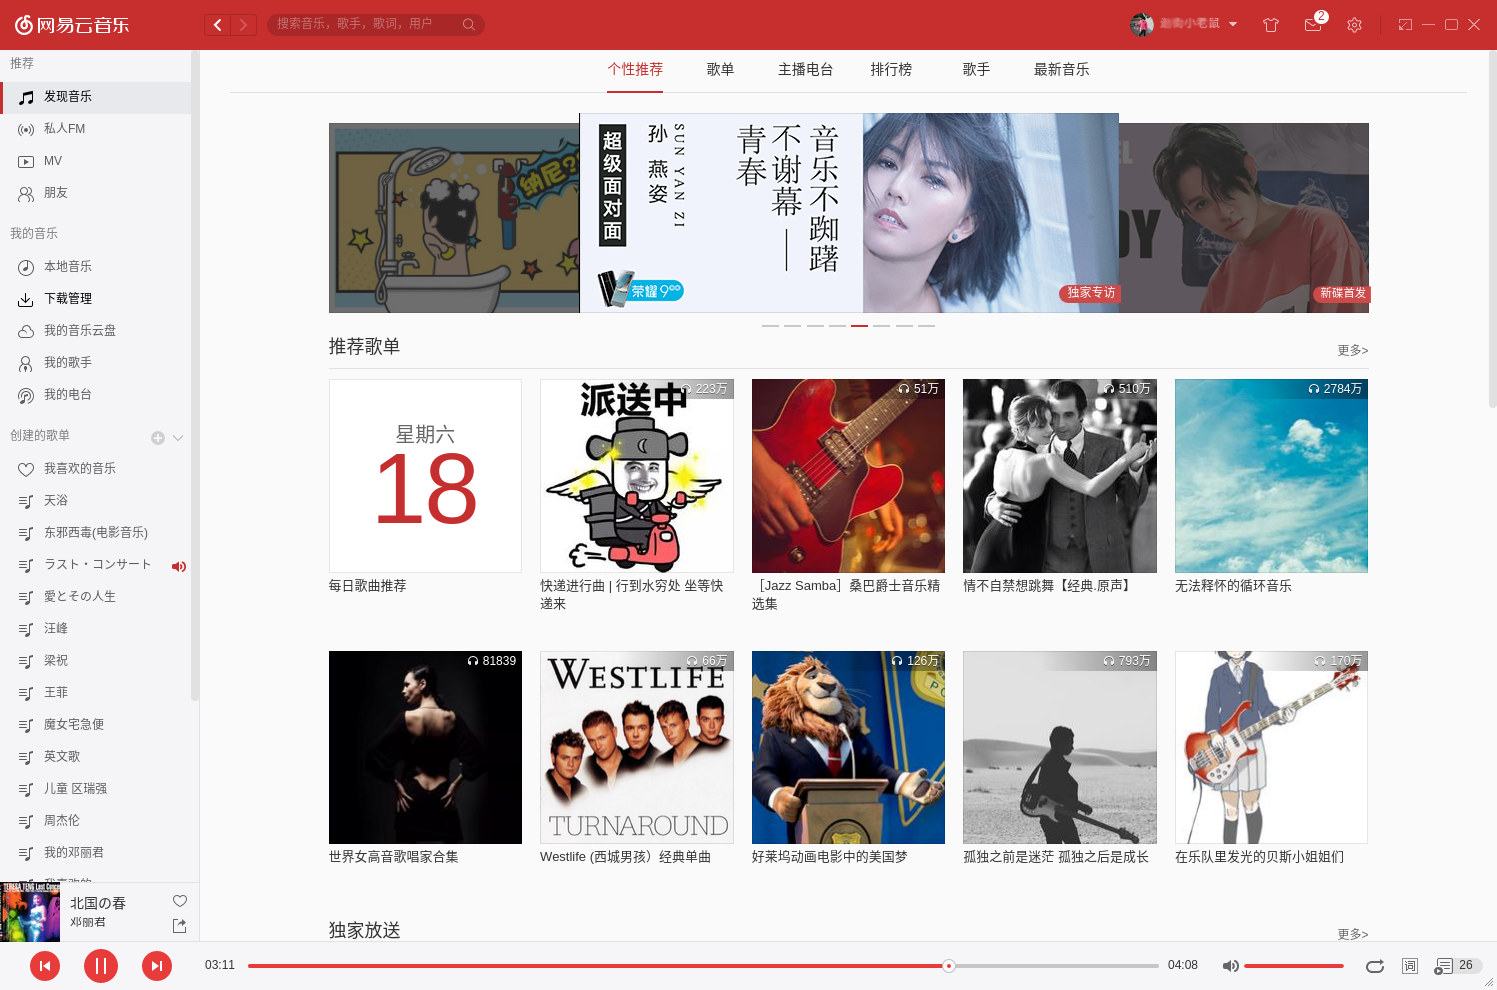 网易云音乐
搜索音乐，歌手，歌词，用户
2
推荐
发现音乐
私人FM
MV
朋友
我的音乐
本地音乐
下载管理
我的音乐云盘
我的歌手
我的电台
创建的歌单
我喜欢的音乐
天浴
东邪西毒(电影音乐)
ラスト・コンサート
愛とその人生
汪峰
梁祝
王菲
魔女宅急便
英文歌
儿童 区瑞强
周杰伦
我的邓丽君
个性推荐
歌单
主播电台
排行榜
歌手
最新音乐
纳尼??
超级面对面
孙燕姿
SUN YAN ZI
音乐不踟躇
不谢幕——
青春
荣耀9
独家专访
新碟首发
推荐歌单
更多>
星期六
18
每日歌曲推荐
派送中
223万
快递进行曲 | 行到水穷处 坐等快
递来
51万
［Jazz Samba］桑巴爵士音乐精
选集
510万
情不自禁想跳舞【经典.原声】
2784万
无法释怀的循环音乐
81839
世界女高音歌唱家合集
66万
WESTLIFE
TURNAROUND
Westlife (西城男孩）经典单曲
126万
好莱坞动画电影中的美国梦
793万
孤独之前是迷茫 孤独之后是成长
170万
在乐队里发光的贝斯小姐姐们
独家放送
更多>
TERESA TENG Last Concert
北国の春
邓丽君
03:11
04:08
词
26